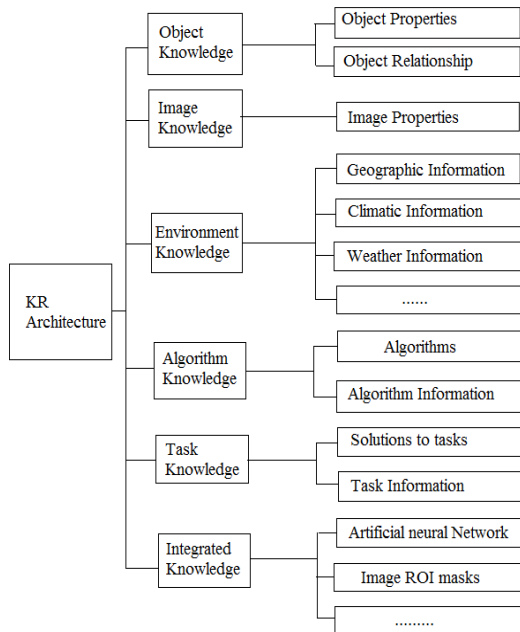 KR
Architecture
Object
Knowledge
Object Properties
Object Relationship
Image
Knowledge
Image Properties
Environment
Knowledge
Geographic Information
Climatic Information
Weather Information
......
Algorithm
Knowledge
Algorithms
Algorithm Information
Task
Knowledge
Solutions to tasks
Task Information
Integrated
Knowledge
Artificial neural Network
Image ROI masks
.........